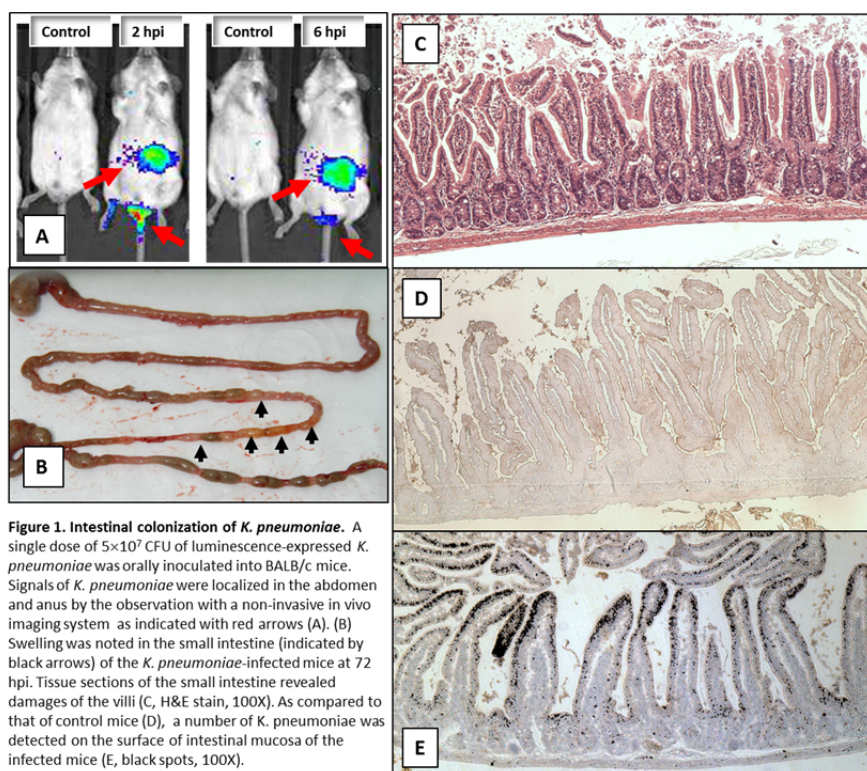 Control
2 hpi
Control
6 hpi
A
B
C
D
E
Figure 1. Intestinal colonization of K. pneumoniae. A
single dose of 5×10⁷ CFU of luminescence-expressed K.
pneumoniae was orally inoculated into BALB/c mice.
Signals of K. pneumoniae were localized in the abdomen
and anus by the observation with a non-invasive in vivo
imaging system as indicated with red arrows (A). (B)
Swelling was noted in the small intestine (indicated by
black arrows) of the K. pneumoniae-infected mice at 72
hpi. Tissue sections of the small intestine revealed
damages of the villi (C, H&E stain, 100X). As compared to
that of control mice (D), a number of K. pneumoniae was
detected on the surface of intestinal mucosa of the
infected mice (E, black spots, 100X).